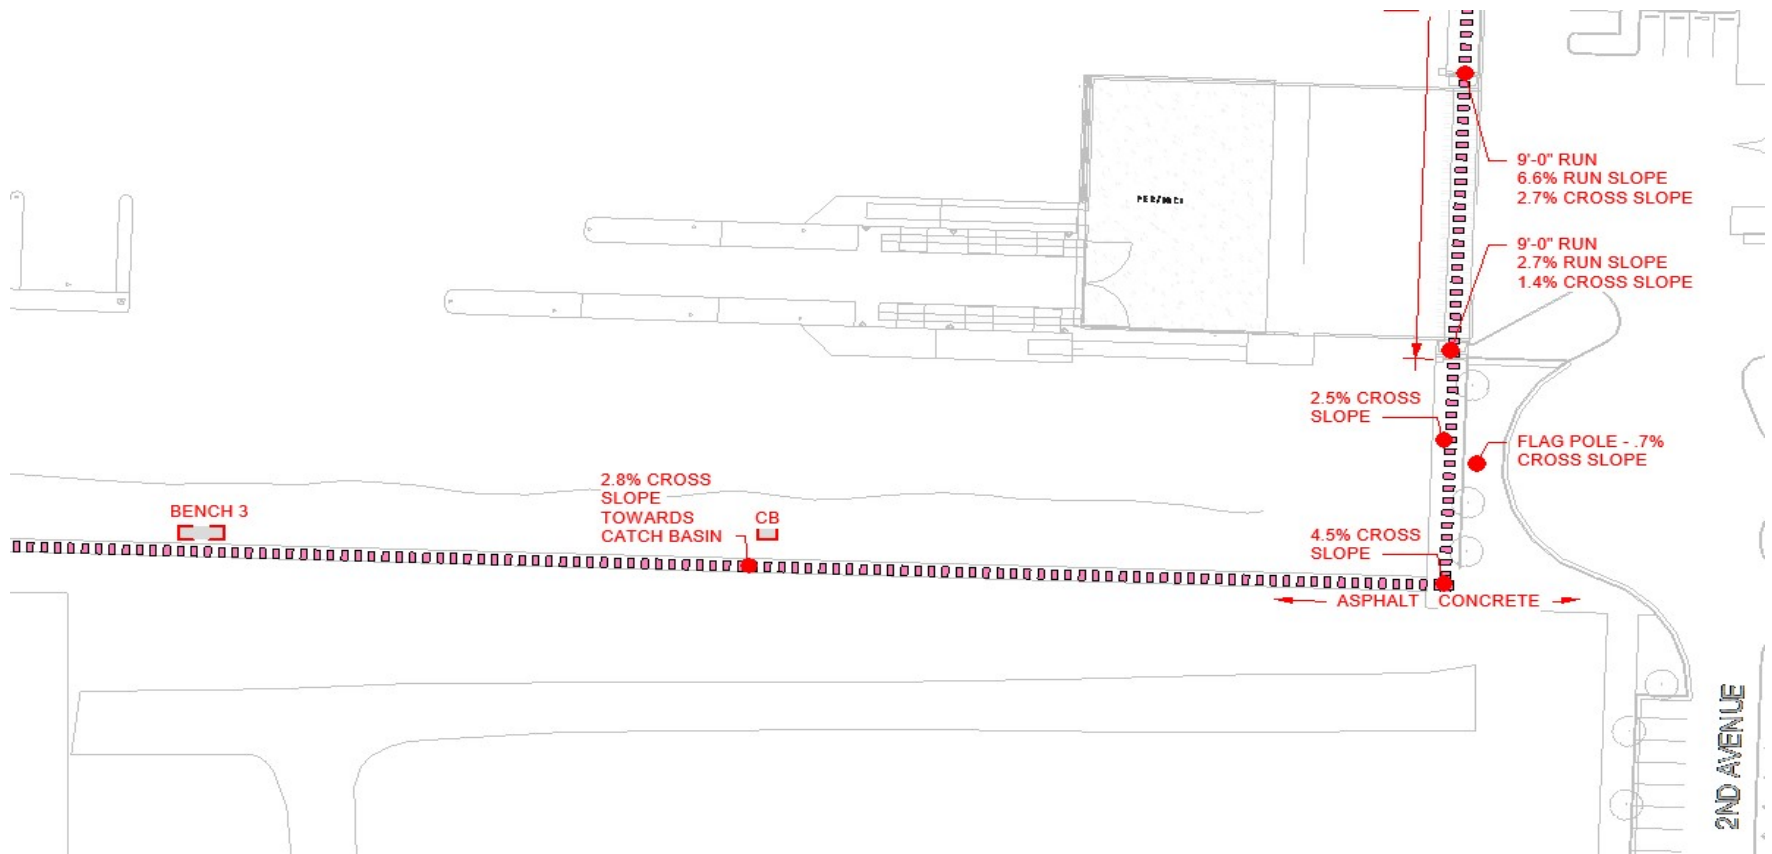 9'-0" RUN
6.6% RUN SLOPE
2.7% CROSS SLOPE
9'-0" RUN
2.7% RUN SLOPE
1.4% CROSS SLOPE
2.5% CROSS
SLOPE
FLAG POLE - .7%
CROSS SLOPE
2.8% CROSS
SLOPE
TOWARDS
CATCH BASIN
BENCH 3
CB
4.5% CROSS
SLOPE
ASPHALT
CONCRETE
2ND AVENUE